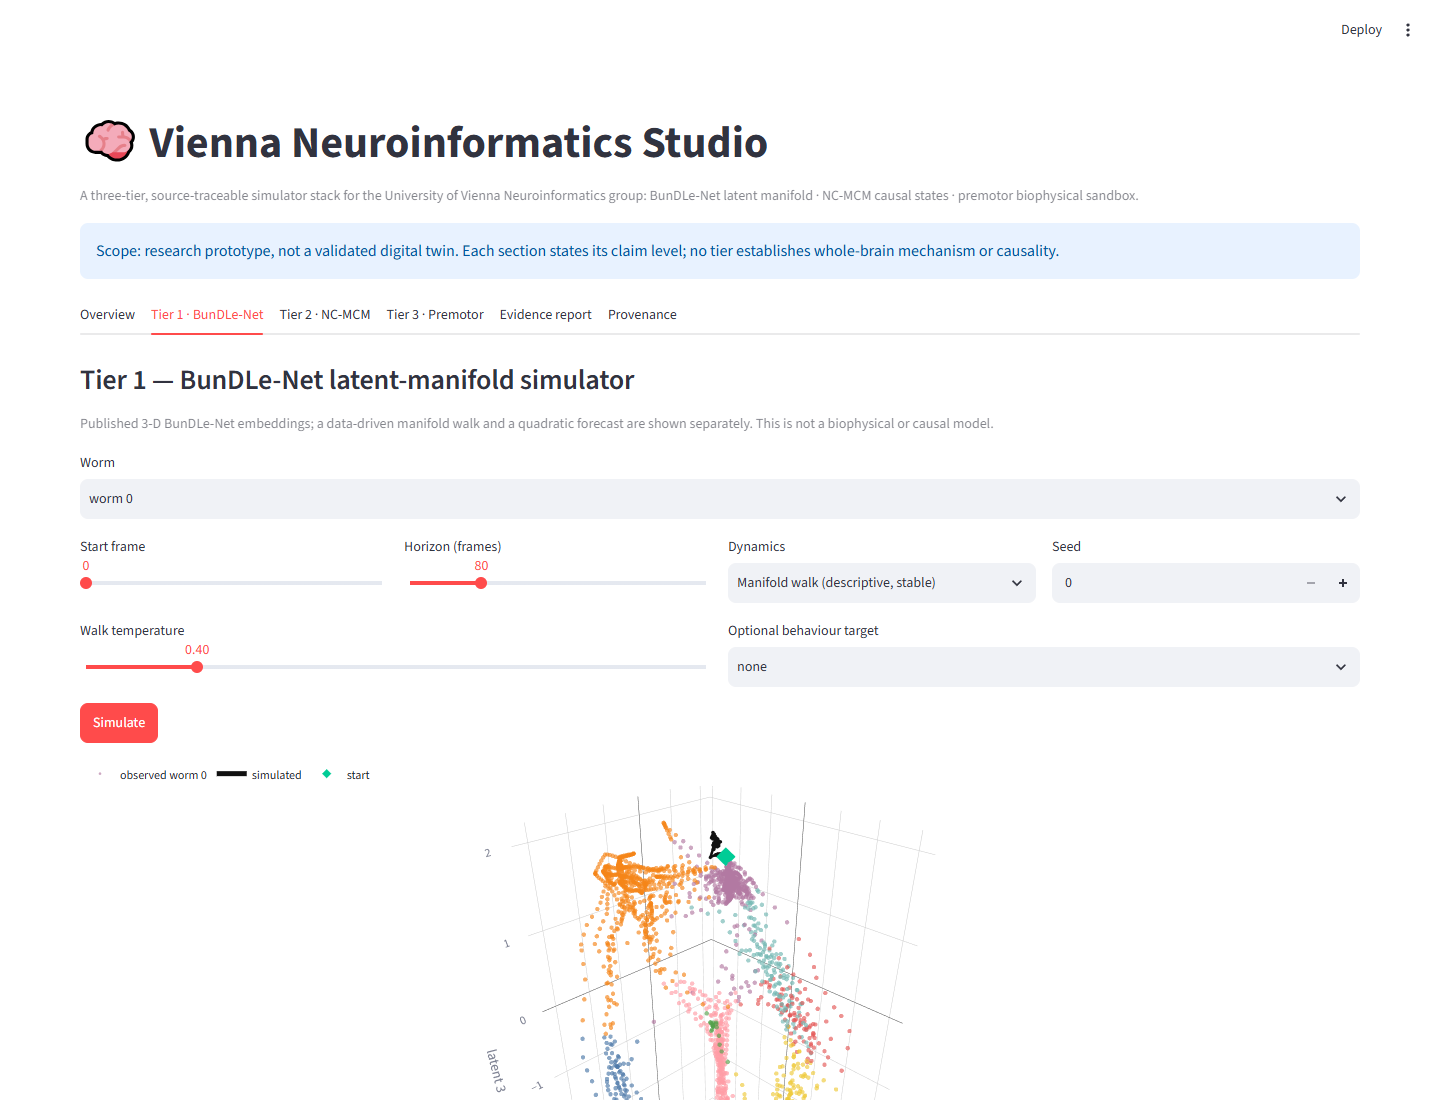 Deploy
Vienna Neuroinformatics Studio
A three-tier, source-traceable simulator stack for the University of Vienna Neuroinformatics group: BunDLe-Net latent manifold · NC-MCM causal states · premotor biophysical sandbox.
Scope: research prototype, not a validated digital twin. Each section states its claim level; no tier establishes whole-brain mechanism or causality.
Overview Tier 1 · BunDLe-Net Tier 2 · NC-MCM Tier 3 · Premotor Evidence report Provenance
Tier 1 — BunDLe-Net latent-manifold simulator
Published 3-D BunDLe-Net embeddings; a data-driven manifold walk and a quadratic forecast are shown separately. This is not a biophysical or causal model.
Worm
worm 0
Start frame Horizon (frames) Dynamics Seed
0 80
Manifold walk (descriptive, stable) 0
Walk temperature Optional behaviour target
0.40
none
Simulate
observed worm 0 simulated start
2
1
0
latent 3
−1